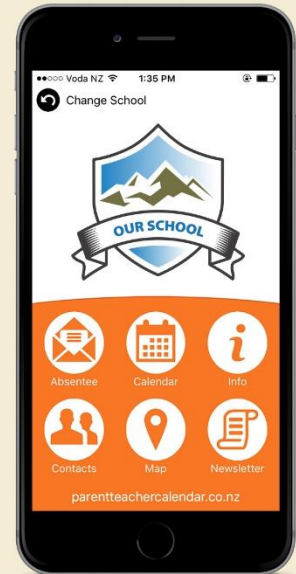 Voda NZ 1:35 PM
Change School
OUR SCHOOL
Absentee Calendar Info
Contacts Map Newsletter
parentteachercalendar.co.nz